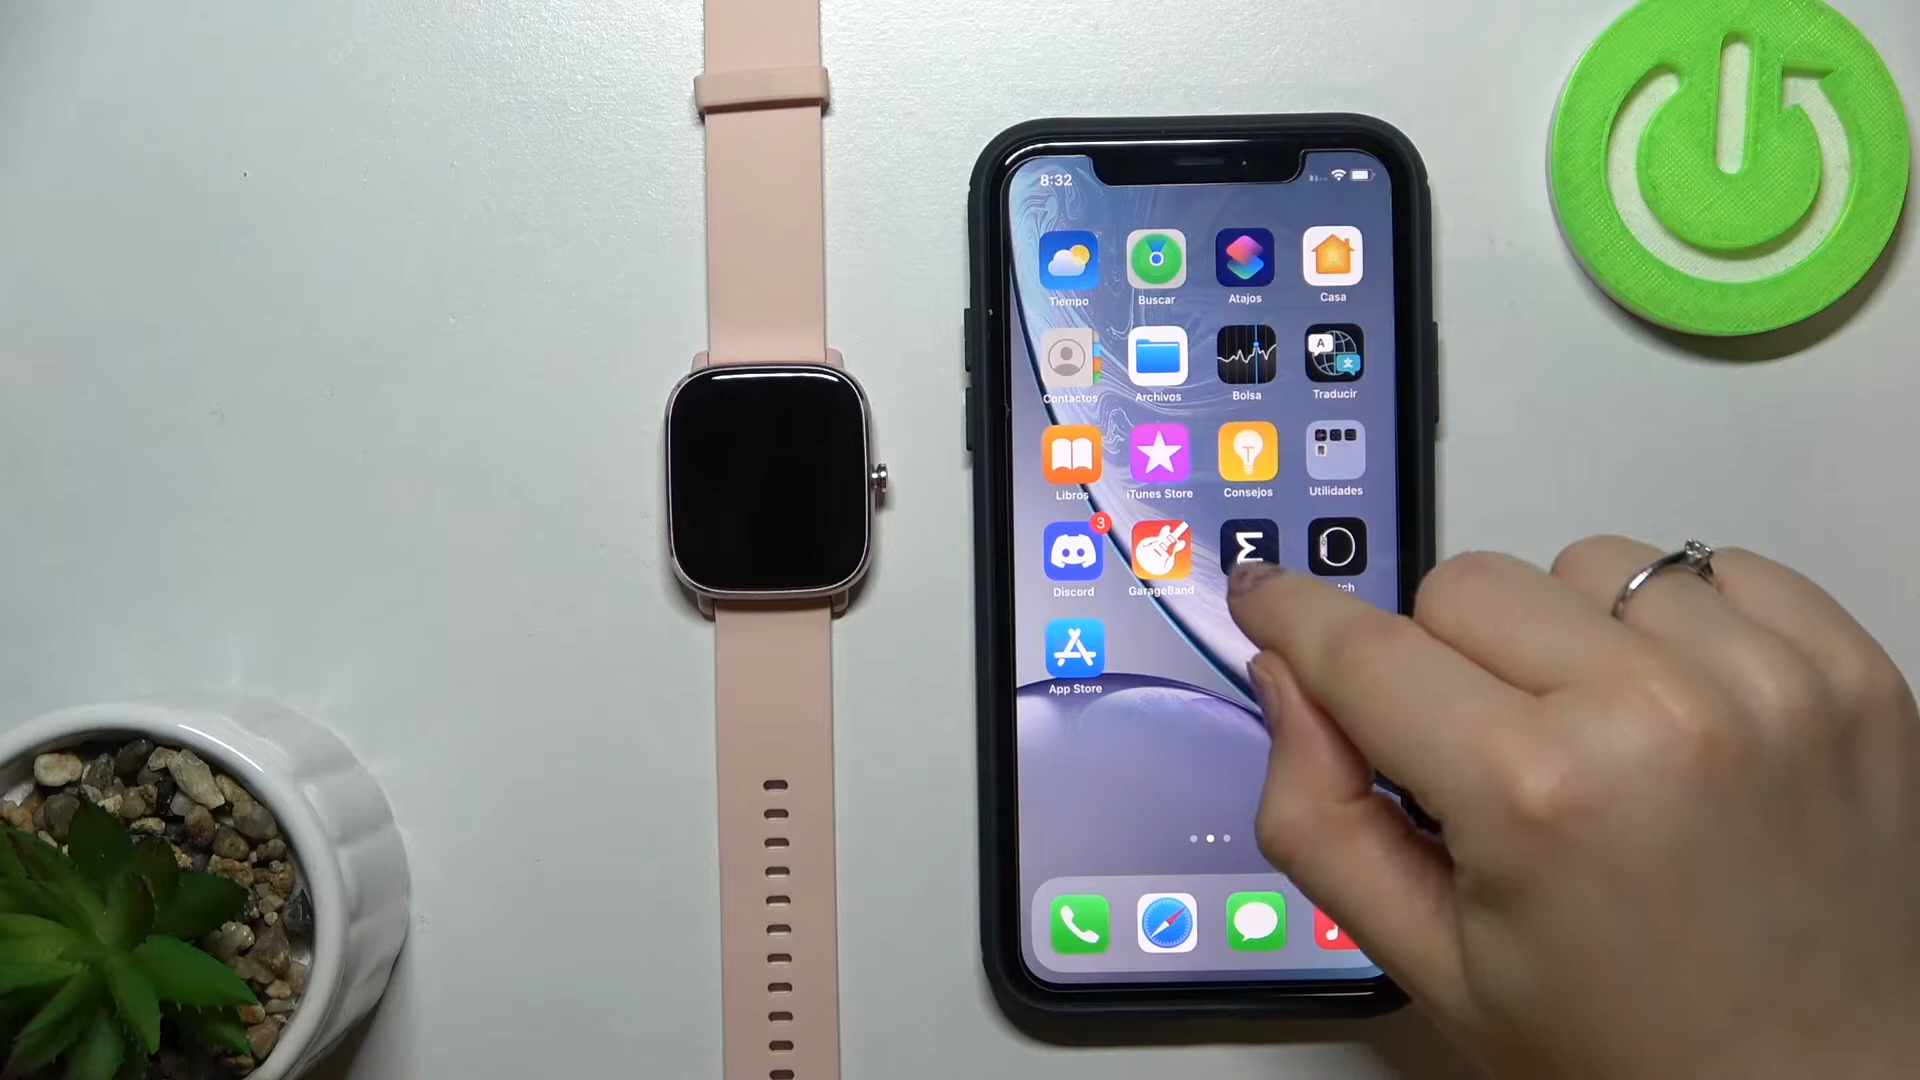 8:32
Tiempo Buscar Atajos Casa
Contactos Archivos Bolsa Traducir
Libros iTunes Store Consejos Utilidades
3
Discord GarageBand
App Store